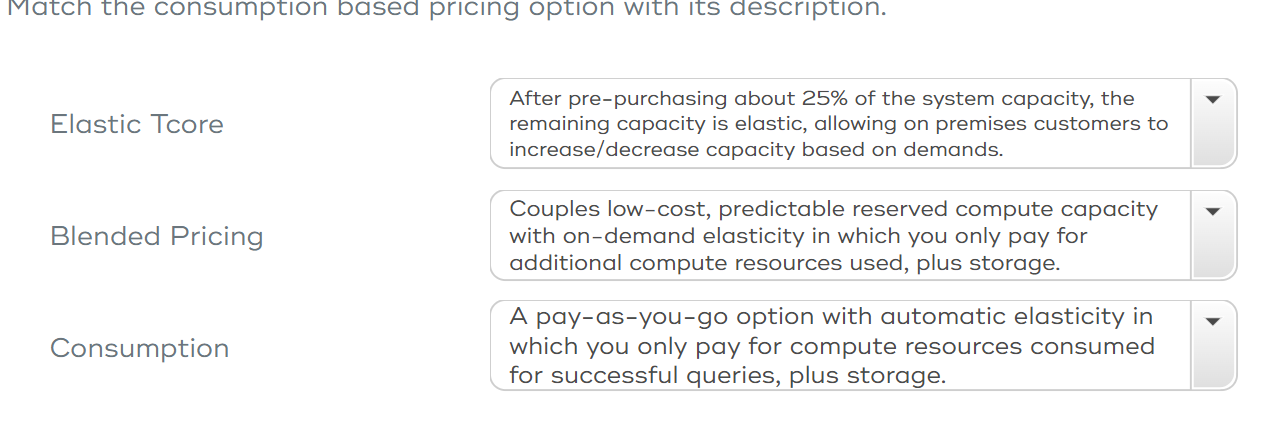 Match the consumption based pricing option with its description.
Elastic Tcore
After pre-purchasing about 25% of the system capacity, the
remaining capacity is elastic, allowing on premises customers to
increase/decrease capacity based on demands.
Blended Pricing
Couples low-cost, predictable reserved compute capacity
with on-demand elasticity in which you only pay for
additional compute resources used, plus storage.
Consumption
A pay-as-you-go option with automatic elasticity in
which you only pay for compute resources consumed
for successful queries, plus storage.